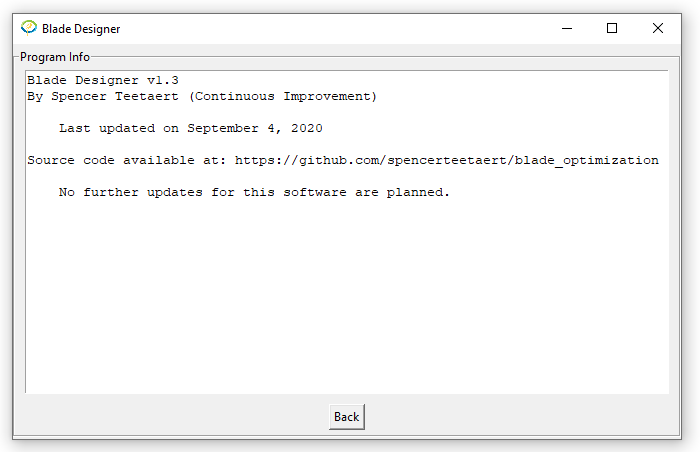 Blade Designer
Program Info
Blade Designer v1.3
By Spencer Teetaert (Continuous Improvement)
Last updated on September 4, 2020
Source code available at: https://github.com/spencerteetaert/blade_optimization
No further updates for this software are planned.
Back